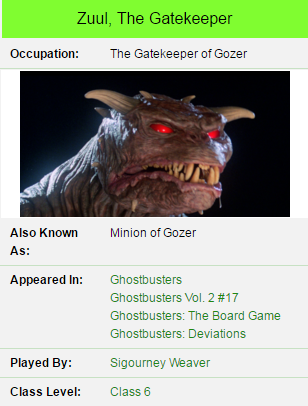 Zuul, The Gatekeeper
Occupation: The Gatekeeper of Gozer
Also Known As: Minion of Gozer
Appeared In: Ghostbusters
Ghostbusters Vol. 2 #17
Ghostbusters: The Board Game
Ghostbusters: Deviations
Played By: Sigourney Weaver
Class Level: Class 6